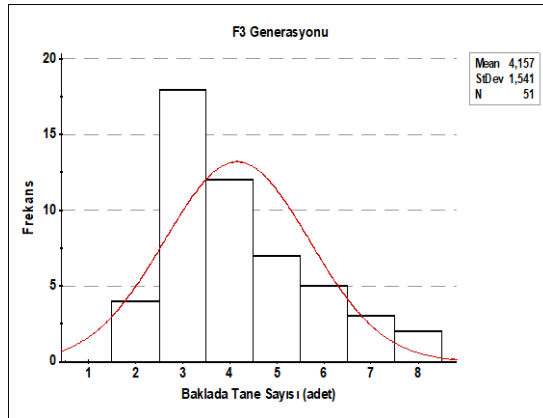 F3 Generasyonu
Mean 4,157
StDev 1,541
N 51
20
15
10
5
0
Frekans
1 2 3 4 5 6 7 8
Baklada Tane Sayısı (adet)